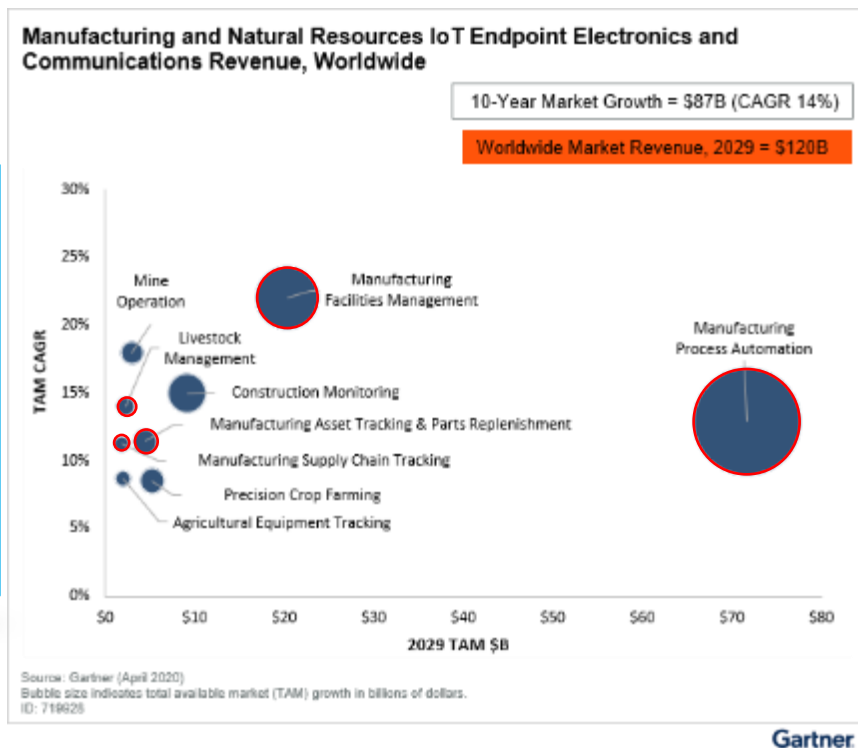 Manufacturing and Natural Resources IoT Endpoint Electronics and
Communications Revenue, Worldwide
10-Year Market Growth = $87B (CAGR 14%)
Worldwide Market Revenue, 2029 = $120B
30%
25%
20%
15%
10%
5%
0%
TAM CAGR
Mine
Operation
Manufacturing
Facilities Management
Livestock
Management
Manufacturing
Process Automation
Construction Monitoring
Manufacturing Asset Tracking & Parts Replenishment
Manufacturing Supply Chain Tracking
Precision Crop Farming
Agricultural Equipment Tracking
$0 $10 $20 $30 $40 $50 $60 $70 $80
2029 TAM $B
Source: Gartner (April 2020)
Bubble size indicates total available market (TAM) growth in billions of dollars.
ID: 719928
Gartner